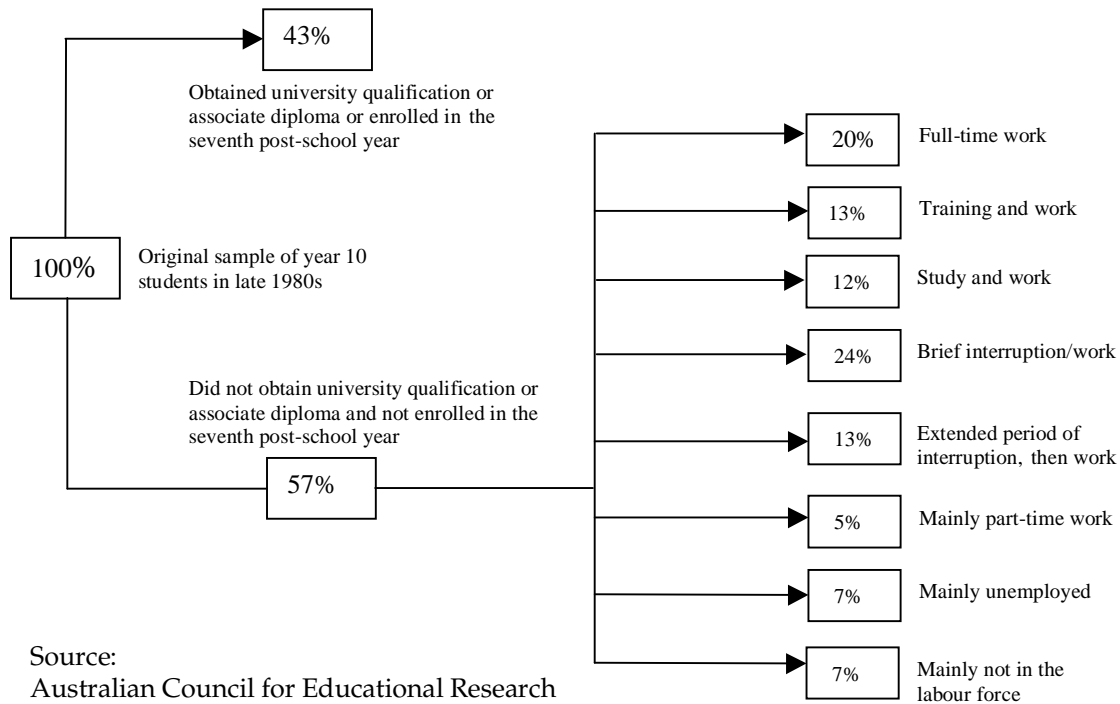 43%
Obtained university qualification or
associate diploma or enrolled in the
seventh post-school year
100%
Original sample of year 10
students in late 1980s
Did not obtain university qualification or
associate diploma and not enrolled in the
seventh post-school year
57%
20%
Full-time work
13%
Training and work
12%
Study and work
24%
Brief interruption/work
13%
Extended period of
interruption, then work
5%
Mainly part-time work
7%
Mainly unemployed
7%
Mainly not in the
labour force
Source:
Australian Council for Educational Research